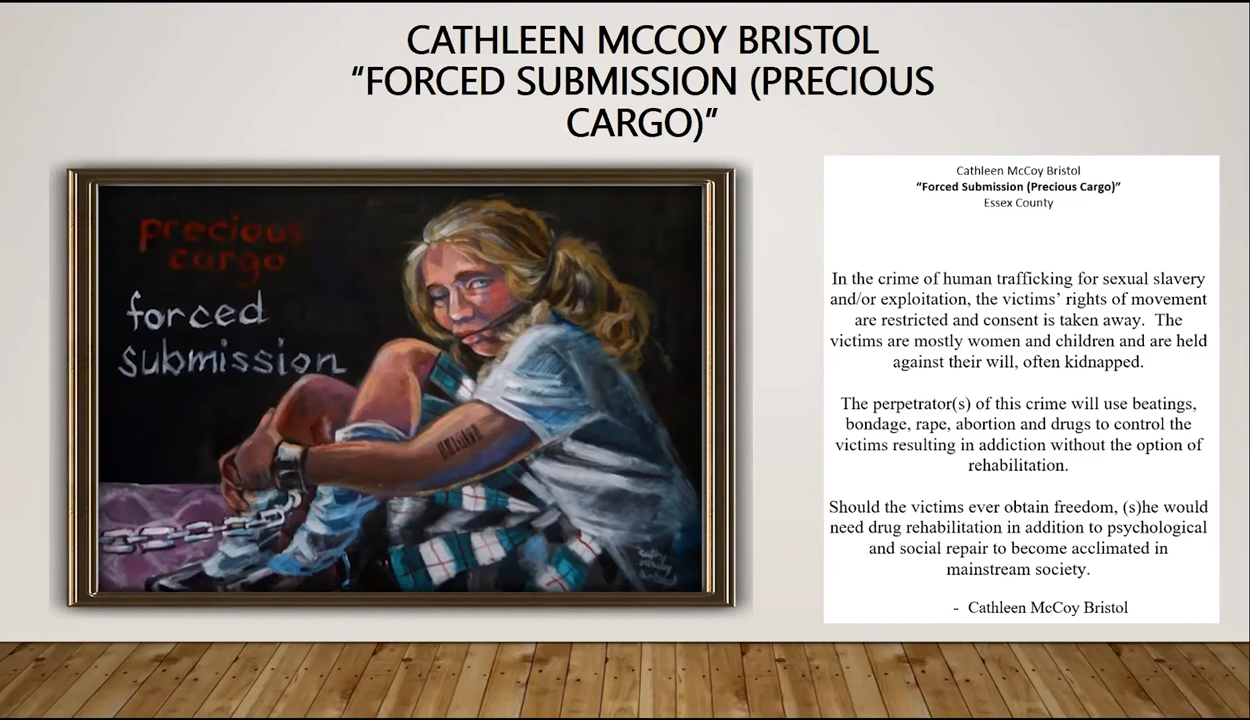 CATHLEEN MCCOY BRISTOL
“FORCED SUBMISSION (PRECIOUS
CARGO)”
precious
cargo
forced
submission
Cathleen McCoy Bristol
“Forced Submission (Precious Cargo)”
Essex County
In the crime of human trafficking for sexual slavery
and/or exploitation, the victims’ rights of movement
are restricted and consent is taken away.  The
victims are mostly women and children and are held
against their will, often kidnapped.
The perpetrator(s) of this crime will use beatings,
bondage, rape, abortion and drugs to control the
victims resulting in addiction without the option of
rehabilitation.
Should the victims ever obtain freedom, (s)he would
need drug rehabilitation in addition to psychological
and social repair to become acclimated in
mainstream society.
- Cathleen McCoy Bristol